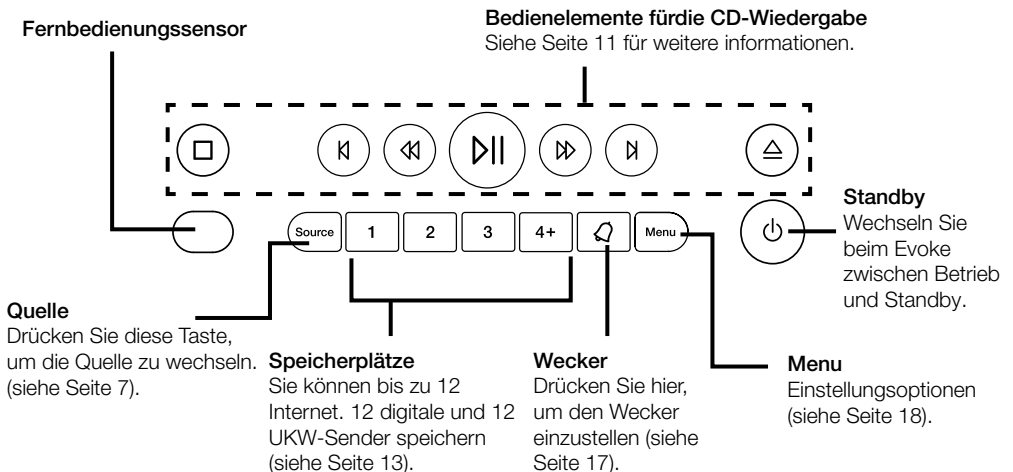 Fernbedienungssensor
Bedienelemente fürdie CD-Wiedergabe
Siehe Seite 11 für weitere informationen.
Source
1
2
3
4+
Menu
Standby
Wechseln Sie
beim Evoke
zwischen Betrieb
und Standby.
Quelle
Drücken Sie diese Taste,
um die Quelle zu wechseln.
(siehe Seite 7).
Speicherplätze
Sie können bis zu 12
Internet. 12 digitale und 12
UKW-Sender speichern
(siehe Seite 13).
Wecker
Drücken Sie hier,
um den Wecker
einzustellen (siehe
Seite 17).
Menu
Einstellungsoptionen
(siehe Seite 18).